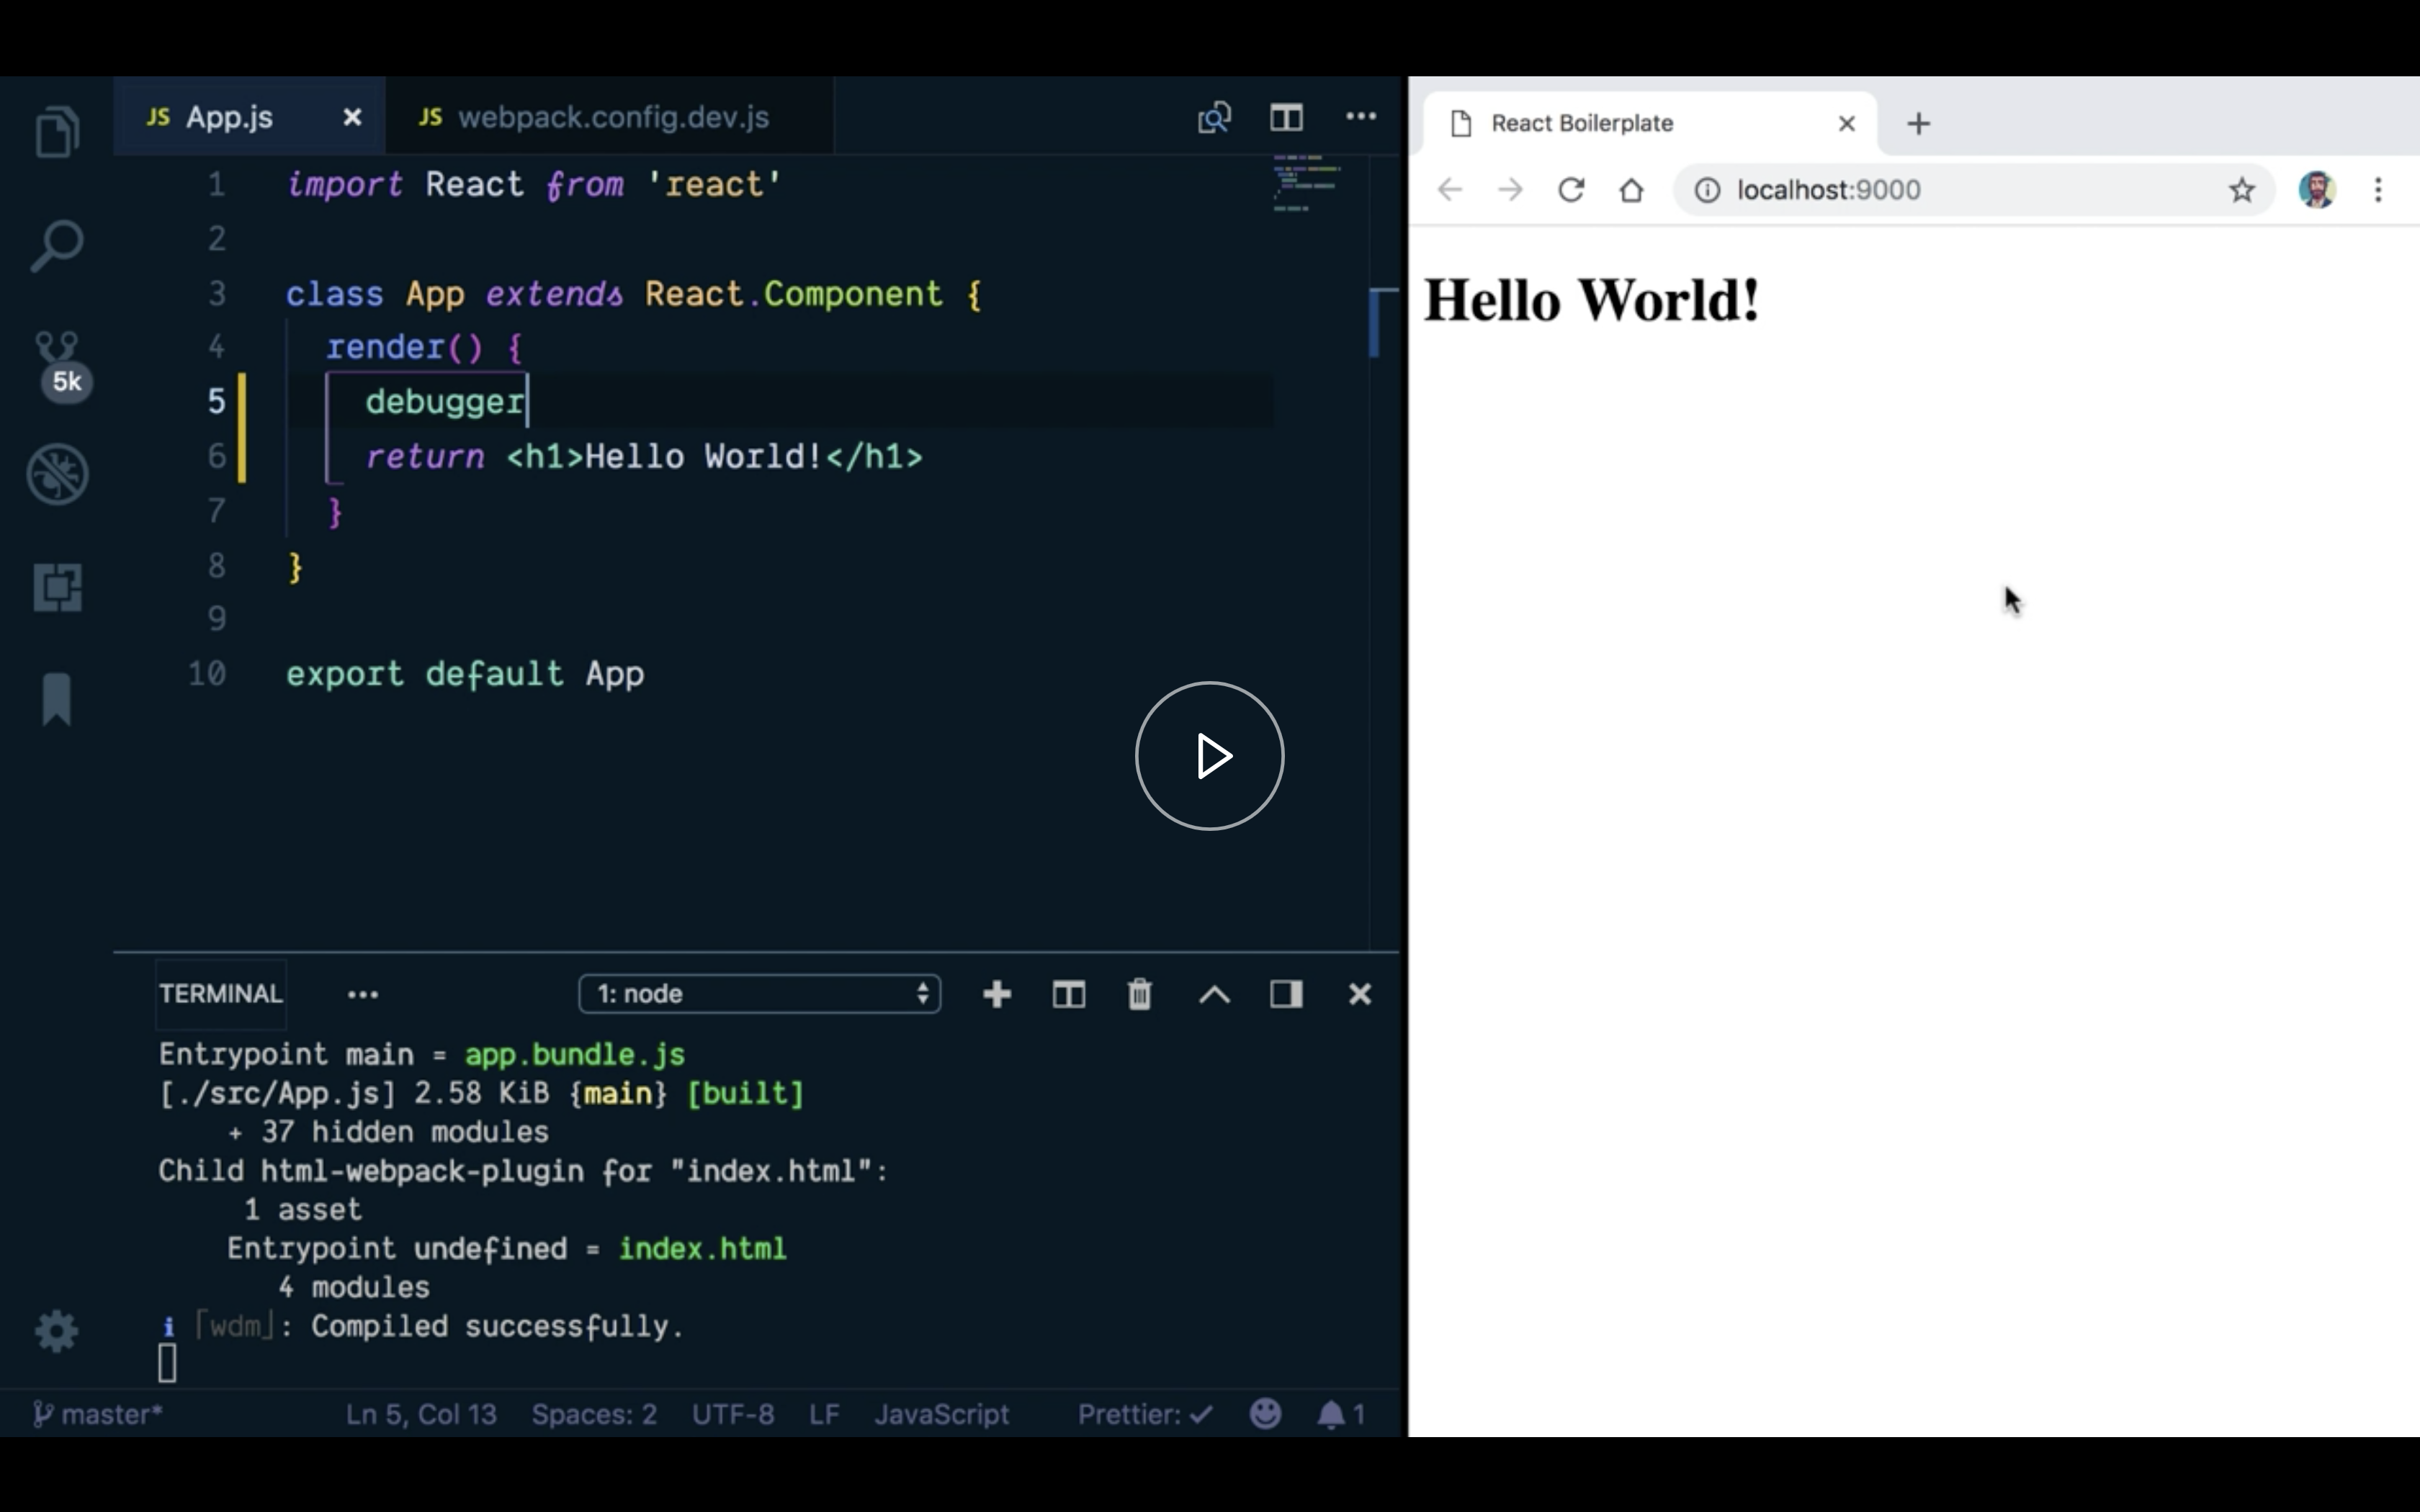 JS App.js × JS webpack.config.dev.js
1 import React from 'react'
2
3 class App extends React.Component {
4 render() {
5 debugger
6 return <h1>Hello World!</h1>
7 }
8 }
9
10 export default App
5k
TERMINAL ••• 1: node
Entrypoint main = app.bundle.js
[./src/App.js] 2.58 KiB {main} [built]
+ 37 hidden modules
Child html-webpack-plugin for "index.html":
1 asset
Entrypoint undefined = index.html
4 modules
i ｢wdm｣: Compiled successfully.
master* Ln 5, Col 13 Spaces: 2 UTF-8 LF JavaScript Prettier: ✓ 1
React Boilerplate
localhost:9000
Hello World!